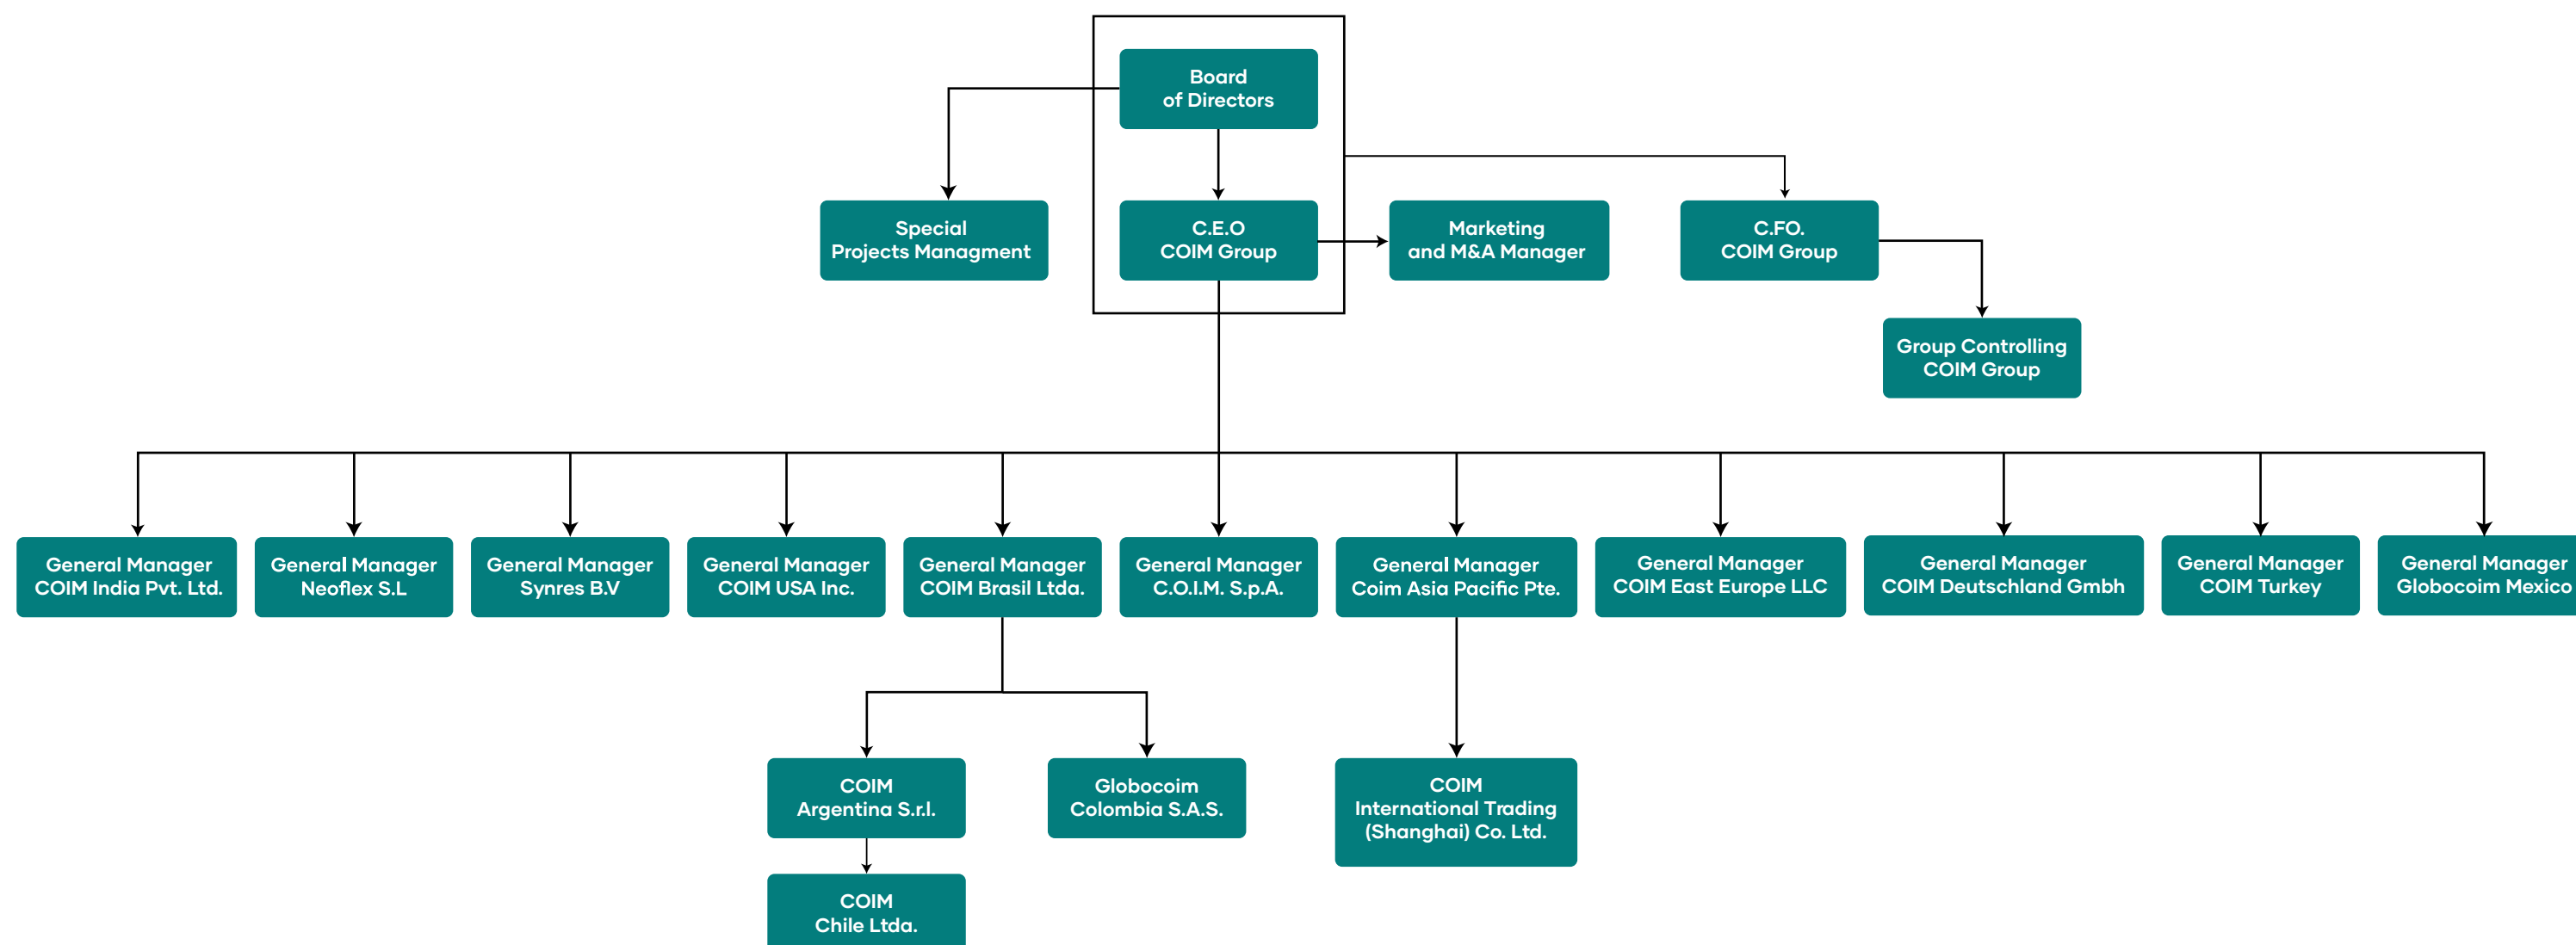 Board
of Directors
Special
Projects Managment
C.E.O
COIM Group
Marketing
and M&A Manager
C.FO.
COIM Group
Group Controlling
COIM Group
General Manager
COIM India Pvt. Ltd.
General Manager
Neoflex S.L
General Manager
Synres B.V
General Manager
COIM USA Inc.
General Manager
COIM Brasil Ltda.
General Manager
C.O.I.M. S.p.A.
General Manager
Coim Asia Pacific Pte.
General Manager
COIM East Europe LLC
General Manager
COIM Deutschland Gmbh
General Manager
COIM Turkey
General Manager
Globocoim Mexico
COIM
Argentina S.r.l.
Globocoim
Colombia S.A.S.
COIM
International Trading
(Shanghai) Co. Ltd.
COIM
Chile Ltda.